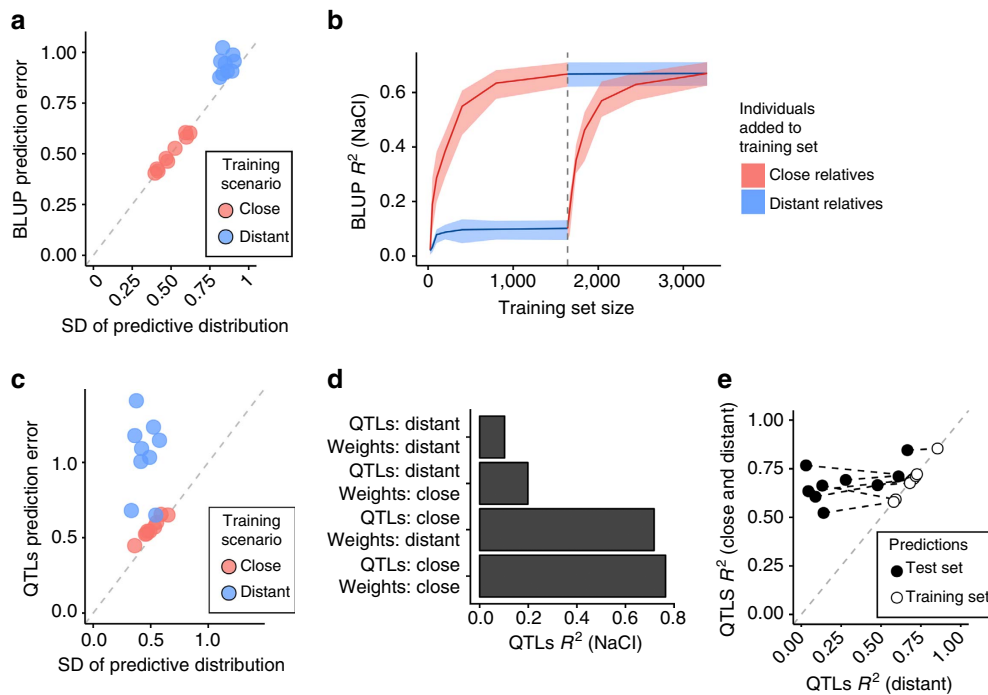 a
BLUP prediction error
1.00
0.75
0.50
0.25
0.00
0
0.25
0.50
0.75
1
SD of predictive distribution
Training
scenario
Close
Distant
b
BLUP R² (NaCl)
0.6
0.4
0.2
0.0
0
1,000
2,000
3,000
Training set size
Individuals
added to
training set
Close relatives
Distant relatives
c
QTLs prediction error
1.0
0.5
0.0
0.0
0.5
1.0
SD of predictive distribution
Training
scenario
Close
Distant
d
QTLs: distant
Weights: distant
QTLs: distant
Weights: close
QTLs: close
Weights: distant
QTLs: close
Weights: close
0.0
0.2
0.4
0.6
0.8
QTLs R² (NaCl)
e
QTLS R² (close and distant)
1.00
0.75
0.50
0.25
0.00
0.00
0.25
0.50
0.75
1.00
QTLs R² (distant)
Predictions
Test set
Training set